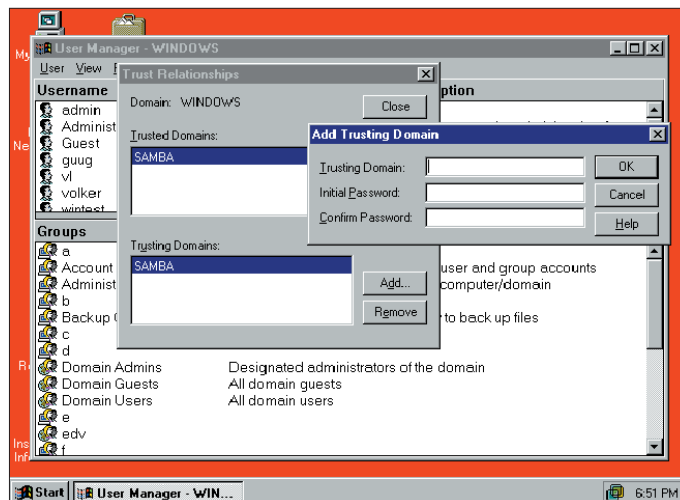 My
User Manager - WINDOWS
User View
Username
ption
admin
Administ
Ne
Guest
guug
vl
volker
wintest
Trust Relationships
Domain: WINDOWS
Close
Trusted Domains:
SAMBA
Trusting Domains:
SAMBA
Add...
Remove
Add Trusting Domain
Trusting Domain:
OK
Initial Password:
Cancel
Confirm Password:
Help
Groups
a
Account user and group accounts
Administ computer/domain
b
Backup to back up files
c
d
Domain Admins Designated administrators of the domain
Domain Guests All domain guests
Domain Users All domain users
e
edv
f
Ins
Start
User Manager - WIN...
6:51 PM